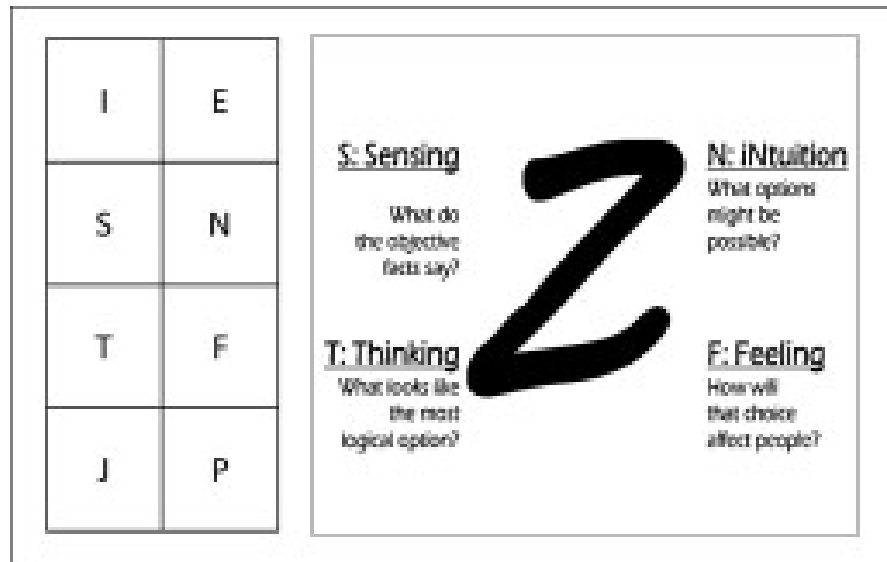 I E
S N
T F
J P
S: Sensing
What do
the objective
facts say?
N: iNtuition
What options
might be
possible?
Z
T: Thinking
What looks like
the most
logical option?
F: Feeling
How will
that choice
affect people?